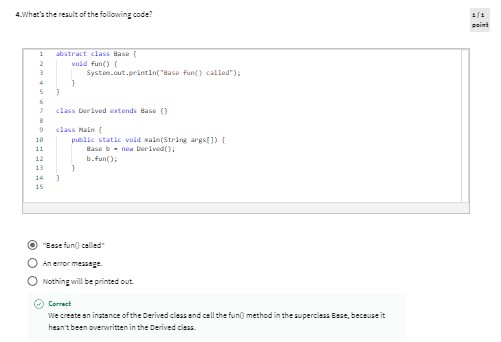 4.What's the result of the following code?
1/1
point
1 abstract class Base {
2 void fun() {
3 System.out.println("Base fun() called");
4 }
5 }
6
7 class Derived extends Base {}
8
9 class Main {
10 public static void main(String args[]) {
11 Base b = new Derived();
12 b.fun();
13 }
14 }
15
"Base fun() called"
An error message.
Nothing will be printed out.
Correct
We create an instance of the Derived class and call the fun() method in the superclass Base, because it
hasn't been overwritten in the Derived class.